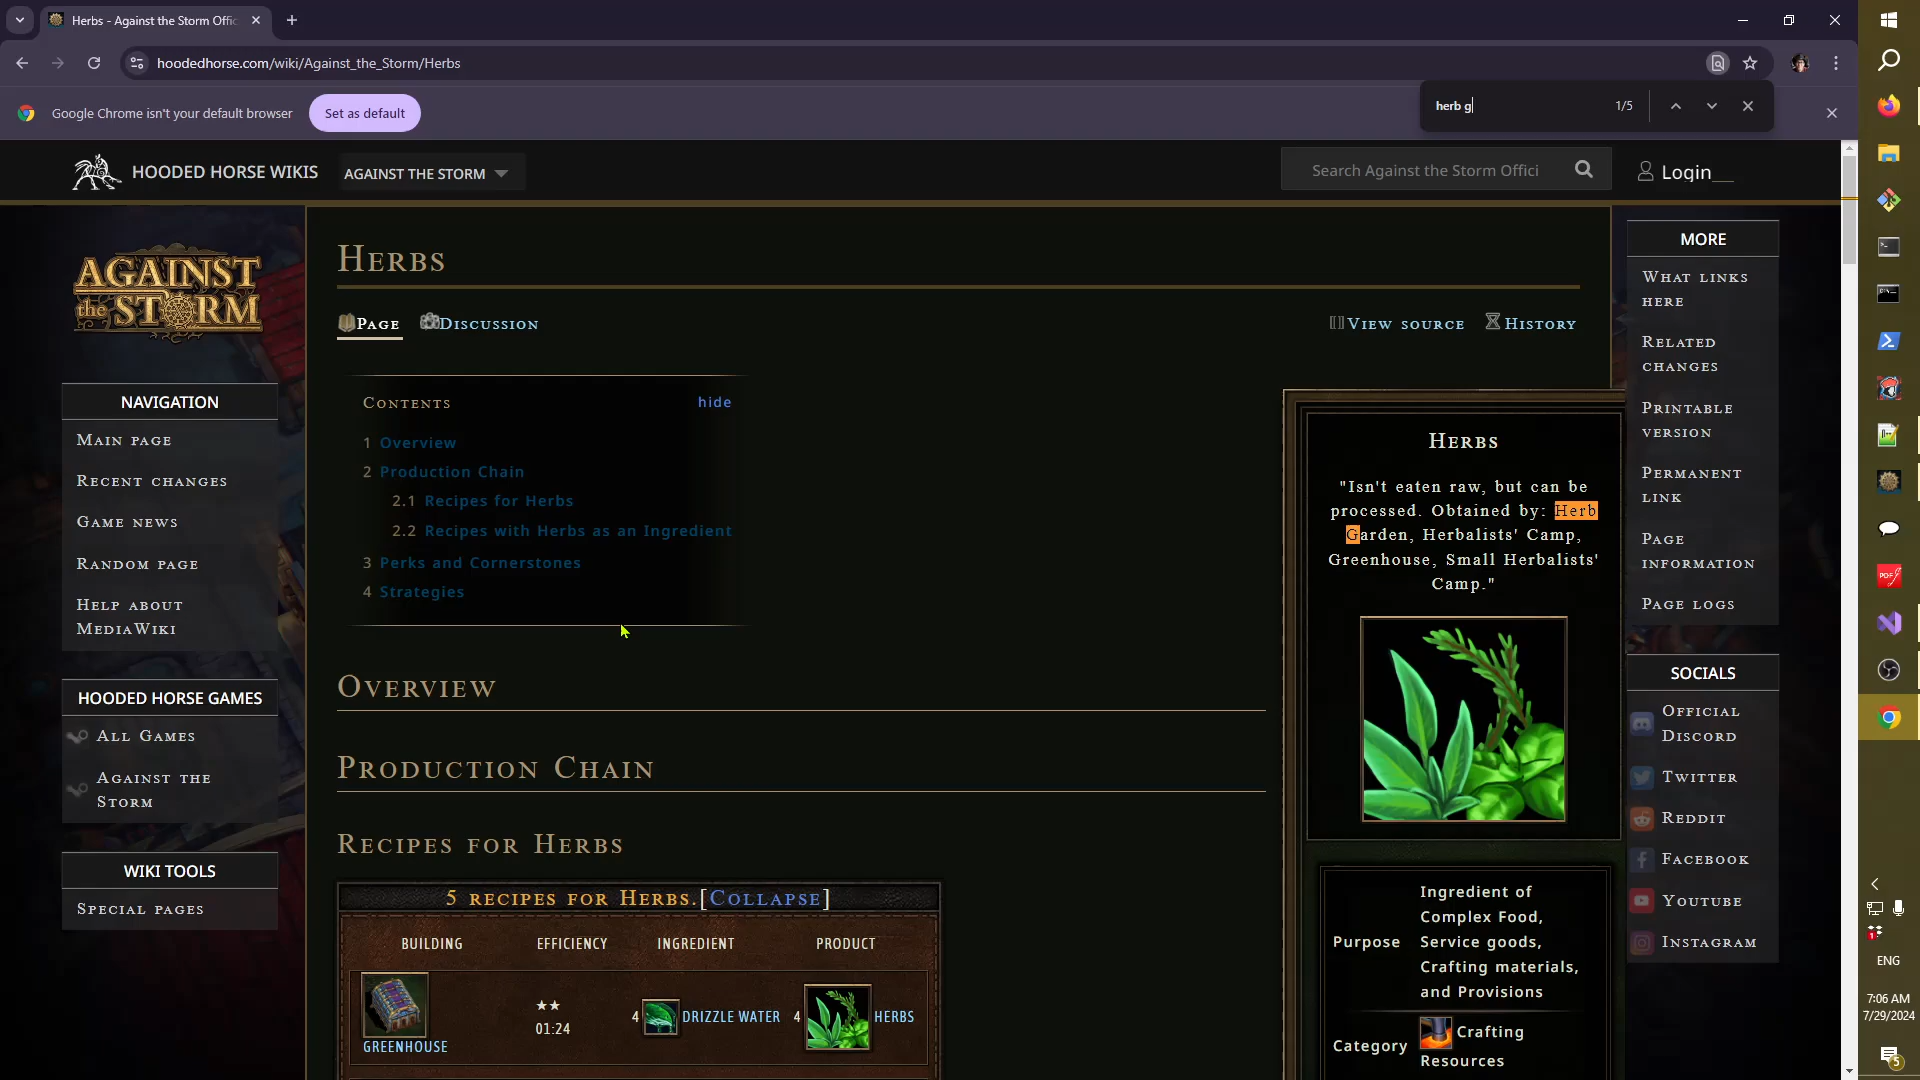 Herbs - Against the Storm Offic
hoodedhorse.com/wiki/Against_the_Storm/Herbs
Google Chrome isn't your default browser
Set as default
herb g
1/5
HOODED HORSE WIKIS
AGAINST THE STORM
Search Against the Storm Offici
Login
AGAINST
the STORM
NAVIGATION
MAIN PAGE
RECENT CHANGES
GAME NEWS
RANDOM PAGE
HELP ABOUT
MEDIAWIKI
HOODED HORSE GAMES
ALL GAMES
AGAINST THE
STORM
WIKI TOOLS
SPECIAL PAGES
HERBS
PAGE
DISCUSSION
VIEW SOURCE
HISTORY
CONTENTS
hide
1 Overview
2 Production Chain
2.1 Recipes for Herbs
2.2 Recipes with Herbs as an Ingredient
3 Perks and Cornerstones
4 Strategies
OVERVIEW
PRODUCTION CHAIN
RECIPES FOR HERBS
5 RECIPES FOR HERBS.[COLLAPSE]
BUILDING EFFICIENCY INGREDIENT PRODUCT
GREENHOUSE
★★
01:24
4 DRIZZLE WATER
4 HERBS
HERBS
"Isn't eaten raw, but can be
processed. Obtained by: Herb
Garden, Herbalists' Camp,
Greenhouse, Small Herbalists'
Camp."
Purpose
Ingredient of
Complex Food,
Service goods,
Crafting materials,
and Provisions
Category
Crafting
Resources
MORE
WHAT LINKS
HERE
RELATED
CHANGES
PRINTABLE
VERSION
PERMANENT
LINK
PAGE
INFORMATION
PAGE LOGS
SOCIALS
OFFICIAL
DISCORD
TWITTER
REDDIT
FACEBOOK
YOUTUBE
INSTAGRAM
PDF
1
ENG
7:06 AM
7/29/2024
5